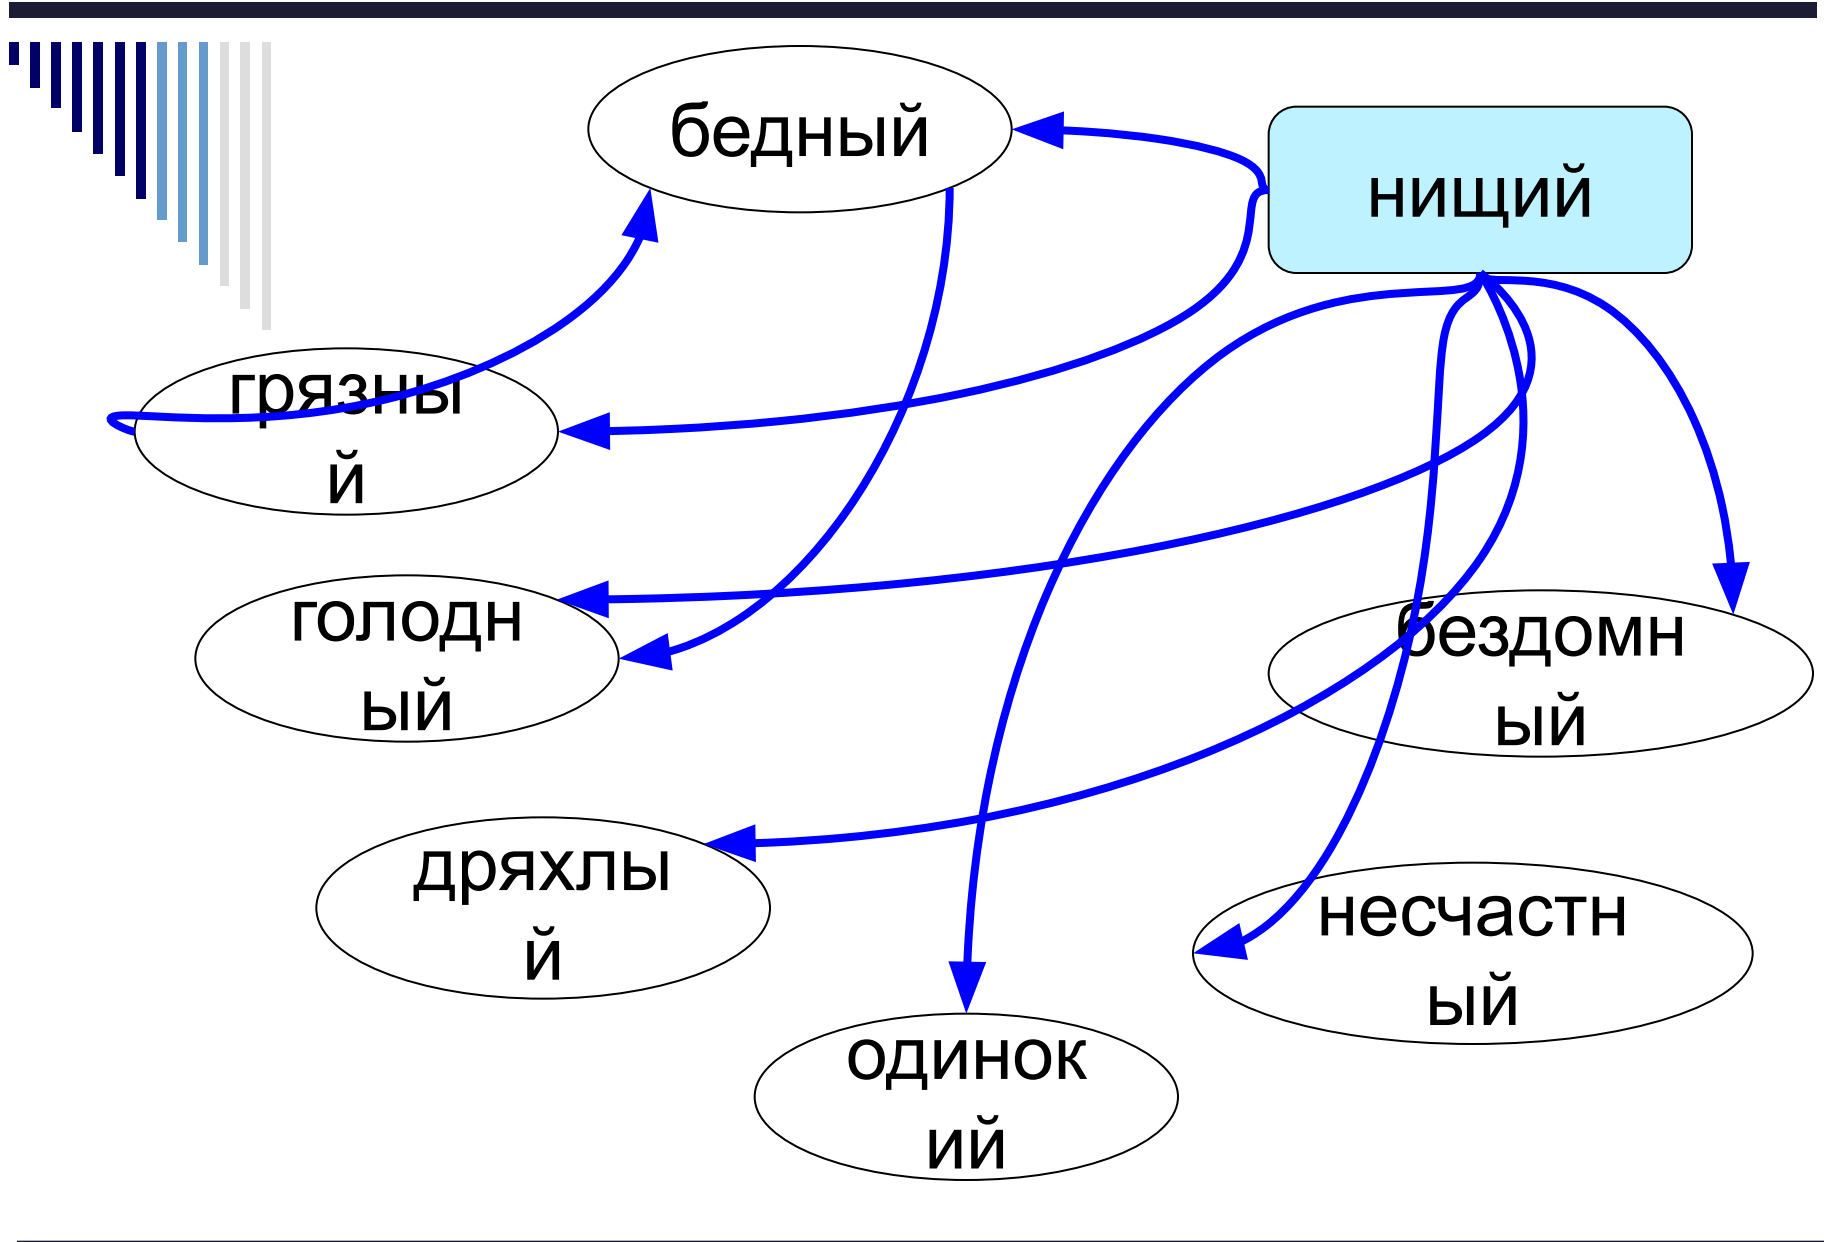 бедный
нищий
грязны
й
голодн
ый
бездомн
ый
дряхлы
й
несчастн
ый
одинок
ий